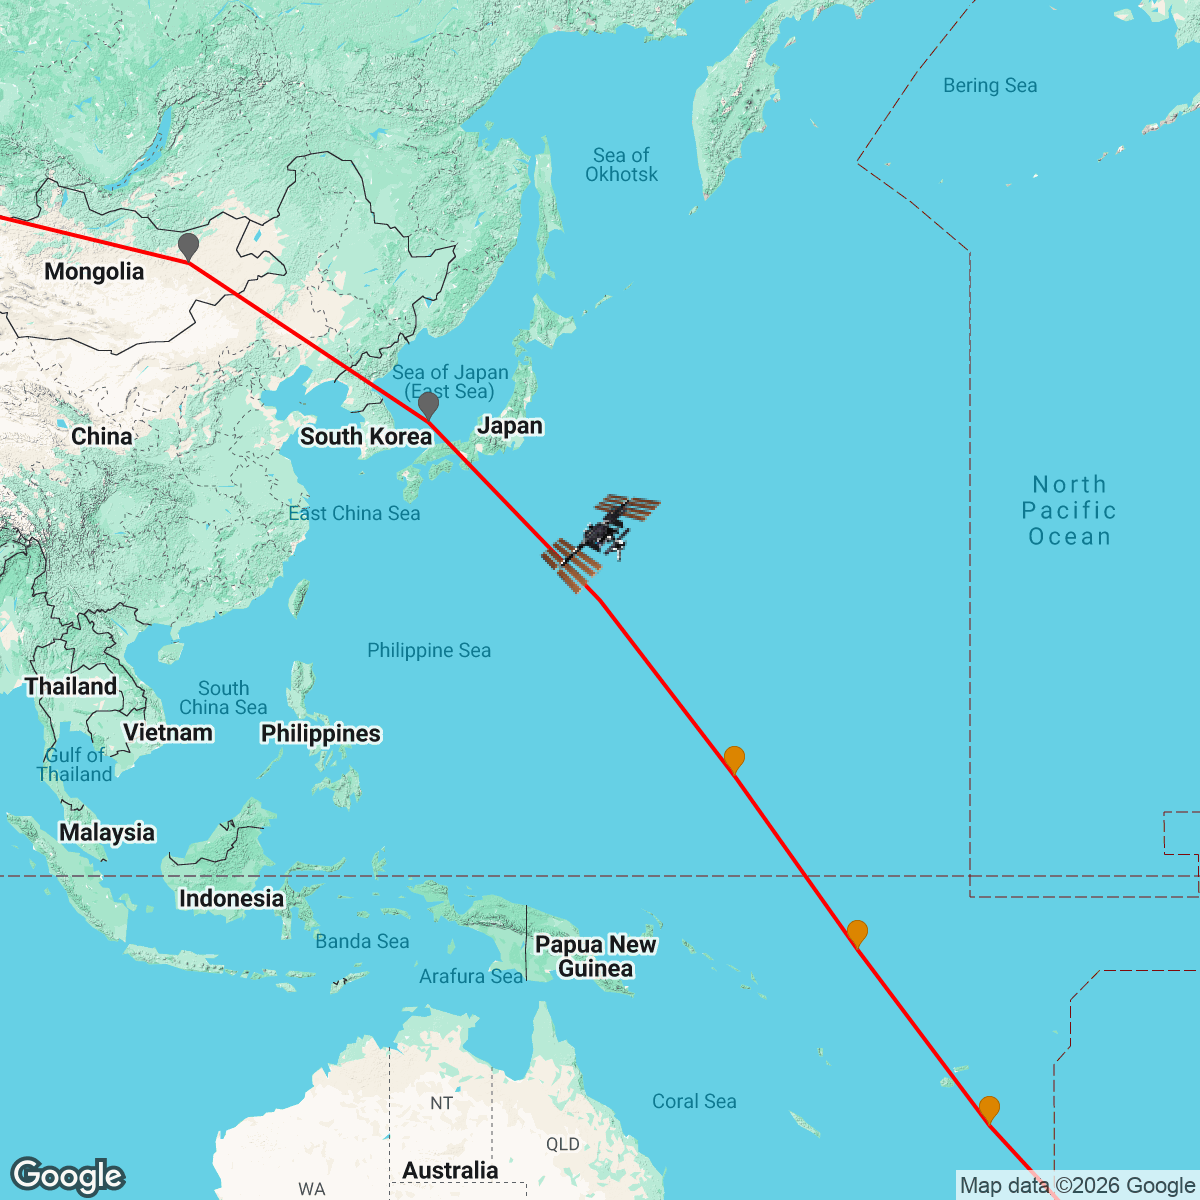 Bering Sea
Sea of
Okhotsk
Mongolia
Sea of Japan
(East Sea)
Japan
South Korea
China
North
Pacific
Ocean
East China Sea
Philippine Sea
Thailand
South
China Sea
Vietnam
Philippines
Gulf of
Thailand
Malaysia
Indonesia
Banda Sea
Papua New
Guinea
Arafura Sea
NT
Coral Sea
QLD
Australia
WA
Google
Map data ©2026 Google